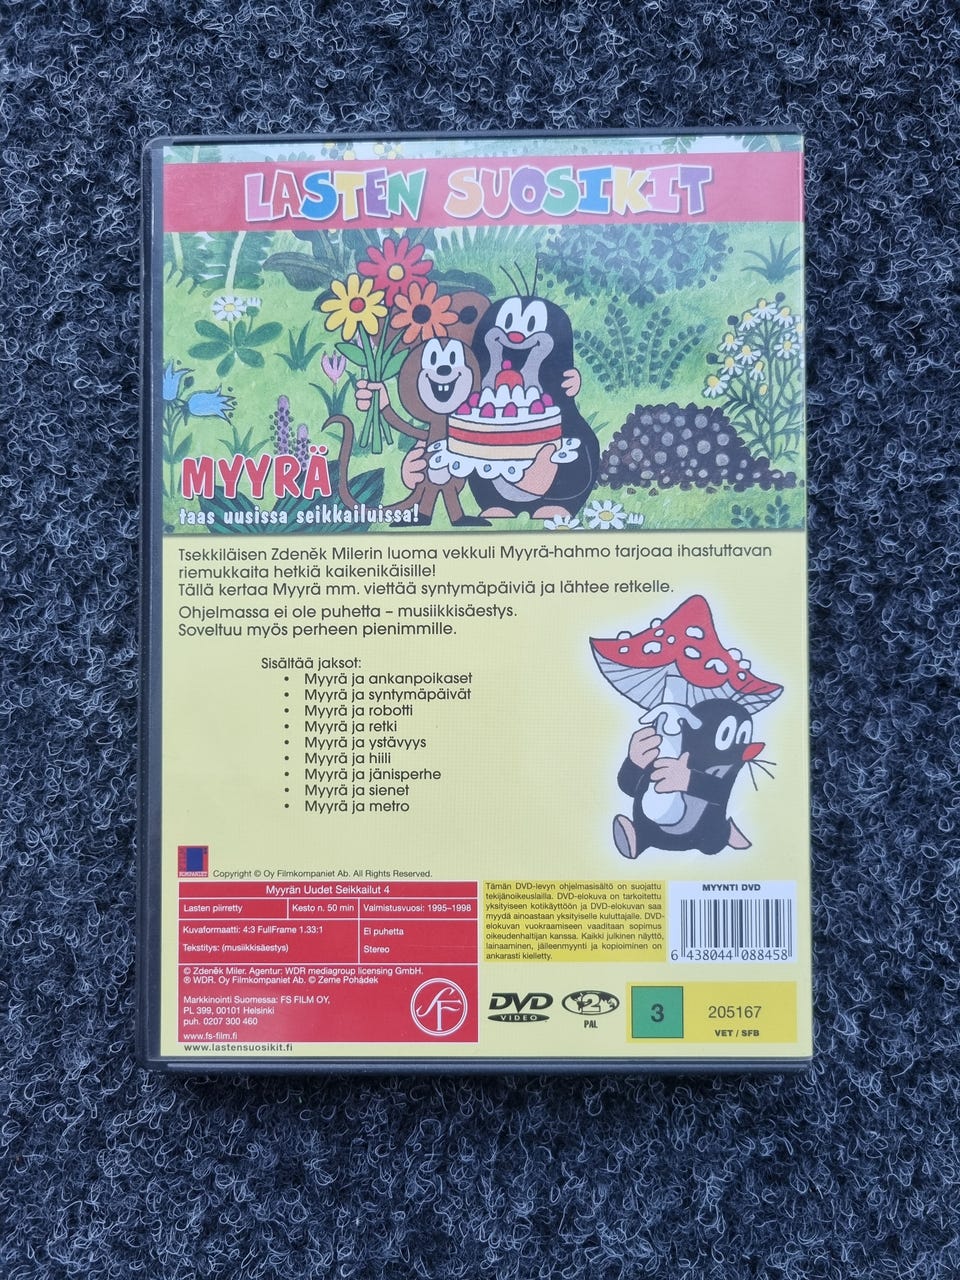 LASTEN SUOSIKIT
MYYRÄ
taas uusissa seikkailuissa!
Tsekkiläisen Zdeněk Milerin luoma vekkuli Myyrä-hahmo tarjoaa ihastuttavan
riemukkaita hetkiä kaikenikäisille!
Tällä kertaa Myyrä mm. viettää syntymäpäiviä ja lähtee retkelle.
Ohjelmassa ei ole puhetta – musiikkisäestys.
Soveltuu myös perheen pienimmille.
Sisältää jaksot:
• Myyrä ja ankanpoikaset
• Myyrä ja syntymäpäivät
• Myyrä ja robotti
• Myyrä ja retki
• Myyrä ja ystävyys
• Myyrä ja hiili
• Myyrä ja jänisperhe
• Myyrä ja sienet
• Myyrä ja metro
KOMPANIET
Copyright © Oy Filmkompaniet Ab. All Rights Reserved.
Myyrän Uudet Seikkailut 4
Lasten piirretty Kesto n. 50 min Valmistusvuosi: 1995–1998
Kuvaformaatti: 4:3 FullFrame 1.33:1 Ei puhetta
Tekstitys: (musiikkisäestys) Stereo
© Zdeněk Miler. Agentur: WDR mediagroup licensing GmbH.
® WDR. Oy Filmkompaniet Ab. © Zeme Pohádek
Markkinointi Suomessa: FS FILM OY,
PL 399, 00101 Helsinki
puh. 0207 300 460
www.fs-film.fi
www.lastensuosikit.fi
SF
Tämän DVD-levyn ohjelmasisältö on suojattu
tekijänoikeuslailla. DVD-elokuva on tarkoitettu
yksityiseen kotikäyttöön ja DVD-elokuvan saa
myydä ainoastaan yksityiselle kuluttajalle. DVD-
elokuvan vuokraamiseen vaaditaan sopimus
oikeudenhaltijan kanssa. Kaikki julkinen näyttö,
lainaaminen, jälleenmyynti ja kopioiminen on
ankarasti kielletty.
MYYNTI DVD
6 438044 088458
DVD
VIDEO
2
PAL
3
205167
VET / SFB